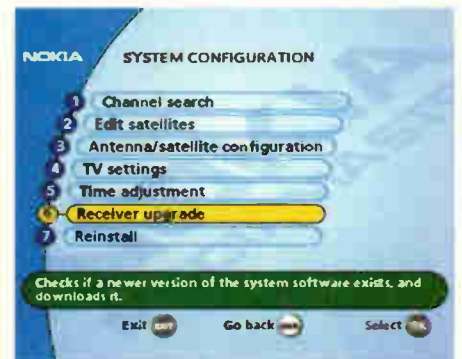 NOKIA SYSTEM CONFIGURATION
1 Channel search
2 Edit satellites
3 Antenna/satellite configuration
4 TV settings
5 Time adjustment
6 Receiver upgrade
7 Reinstall
Checks if a newer version of the system software exists, and
downloads it.
Exit Go back Select